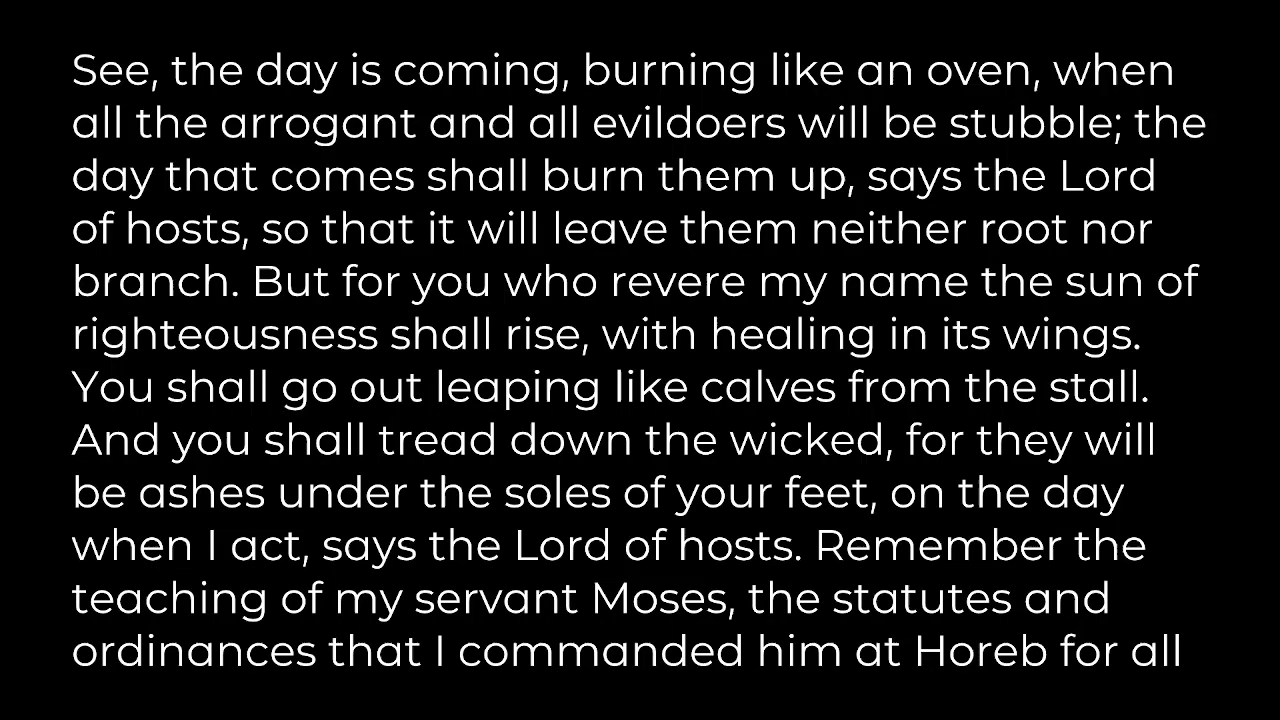 See, the day is coming, burning like an oven, when
all the arrogant and all evildoers will be stubble; the
day that comes shall burn them up, says the Lord
of hosts, so that it will leave them neither root nor
branch. But for you who revere my name the sun of
righteousness shall rise, with healing in its wings.
You shall go out leaping like calves from the stall.
And you shall tread down the wicked, for they will
be ashes under the soles of your feet, on the day
when I act, says the Lord of hosts. Remember the
teaching of my servant Moses, the statutes and
ordinances that I commanded him at Horeb for all